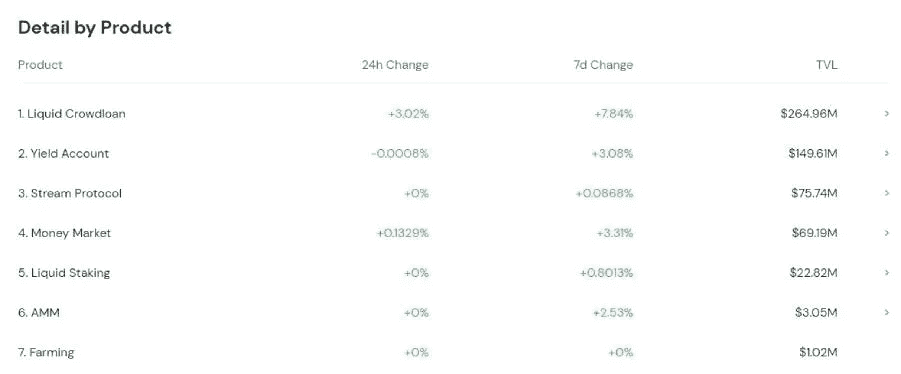 Detail by Product
Product 24h Change 7d Change TVL
1. Liquid Crowdloan +3.02% +7.84% $264.96M >
2. Yield Account -0.0008% +3.08% $149.61M >
3. Stream Protocol +0% +0.0868% $75.74M >
4. Money Market +0.1329% +3.31% $69.19M >
5. Liquid Staking +0% +0.8013% $22.82M >
6. AMM +0% +2.53% $3.05M >
7. Farming +0% +0% $1.02M